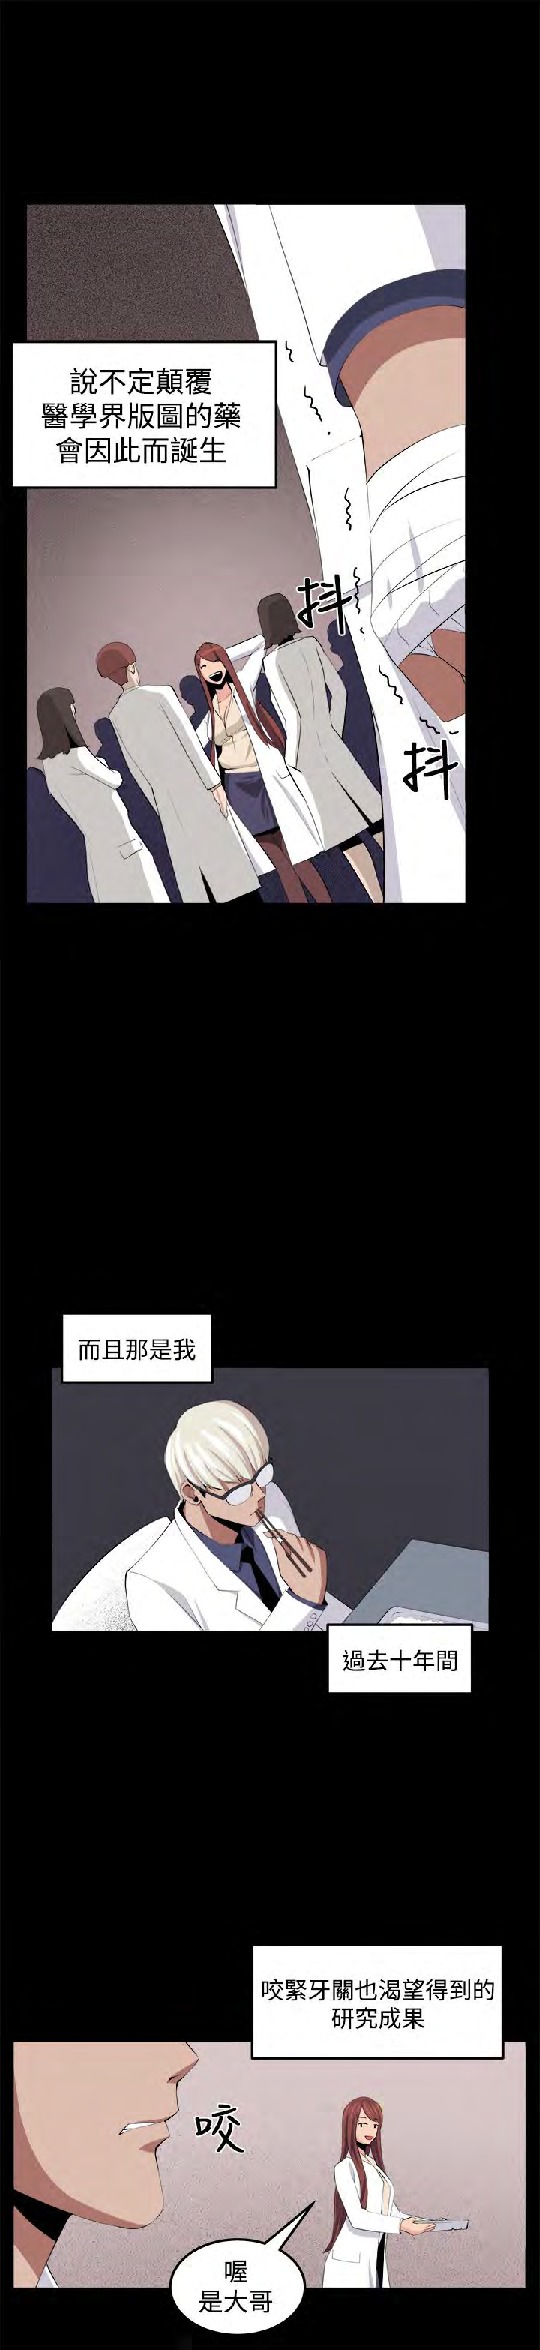 說不定顛覆
醫學界版圖的藥
會因此而誕生
抖
抖
而且那是我
過去十年間
咬緊牙關也渴望得到的
研究成果
咬
喔
是大哥